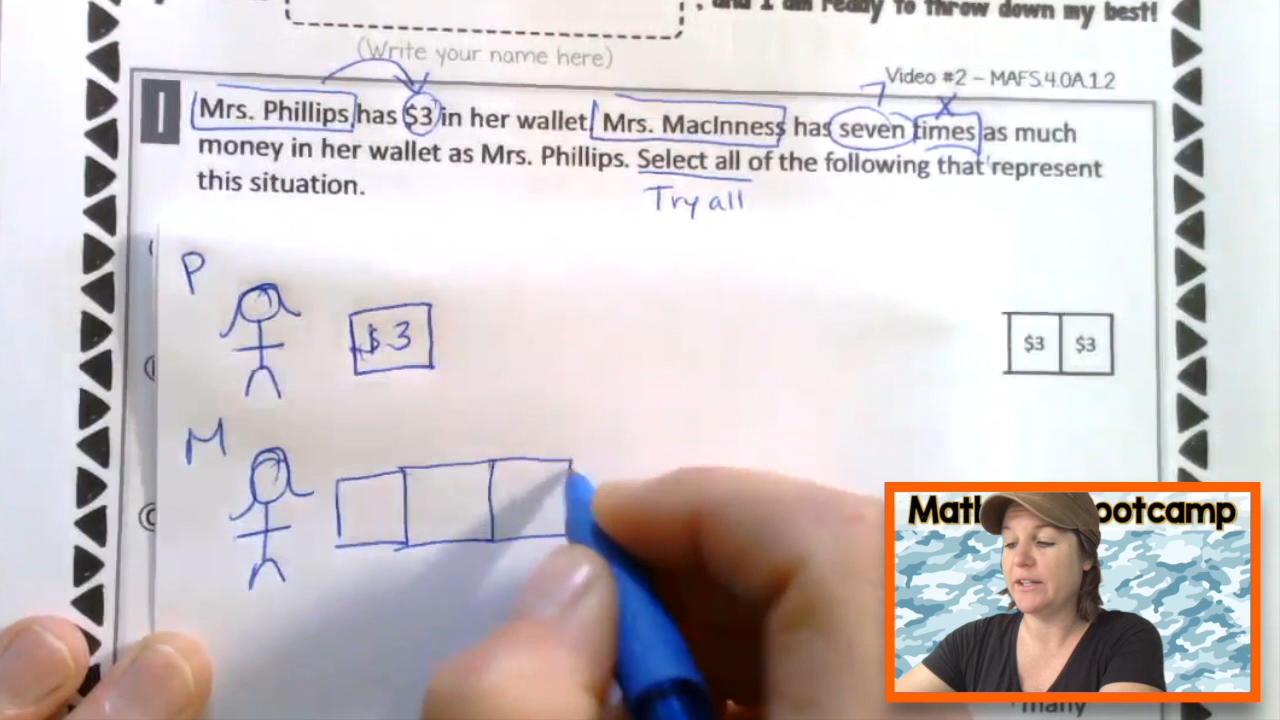 , and I am ready to throw down my best!
(Write your name here)
Video #2 – MAFS.4.OA.1.2
7 x
1 Mrs. Phillips has $3 in her wallet. Mrs. MacInness has seven times as much
money in her wallet as Mrs. Phillips. Select all of the following that represent
this situation.
Try all
P
$3
$3 $3
M
Math Bootcamp
many